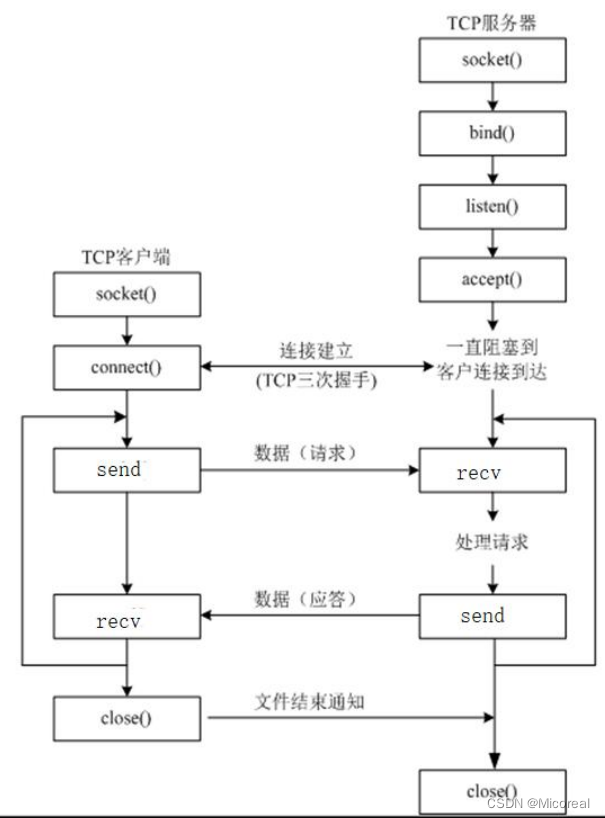 TCP服务器
socket()
bind()
listen()
accept()
一直阻塞到
客户连接到达
TCP客户端
socket()
connect()
连接建立
(TCP三次握手)
send
数据（请求）
recv
处理请求
recv
数据（应答）
send
close()
文件结束通知
close()
CSDN @Micoreal